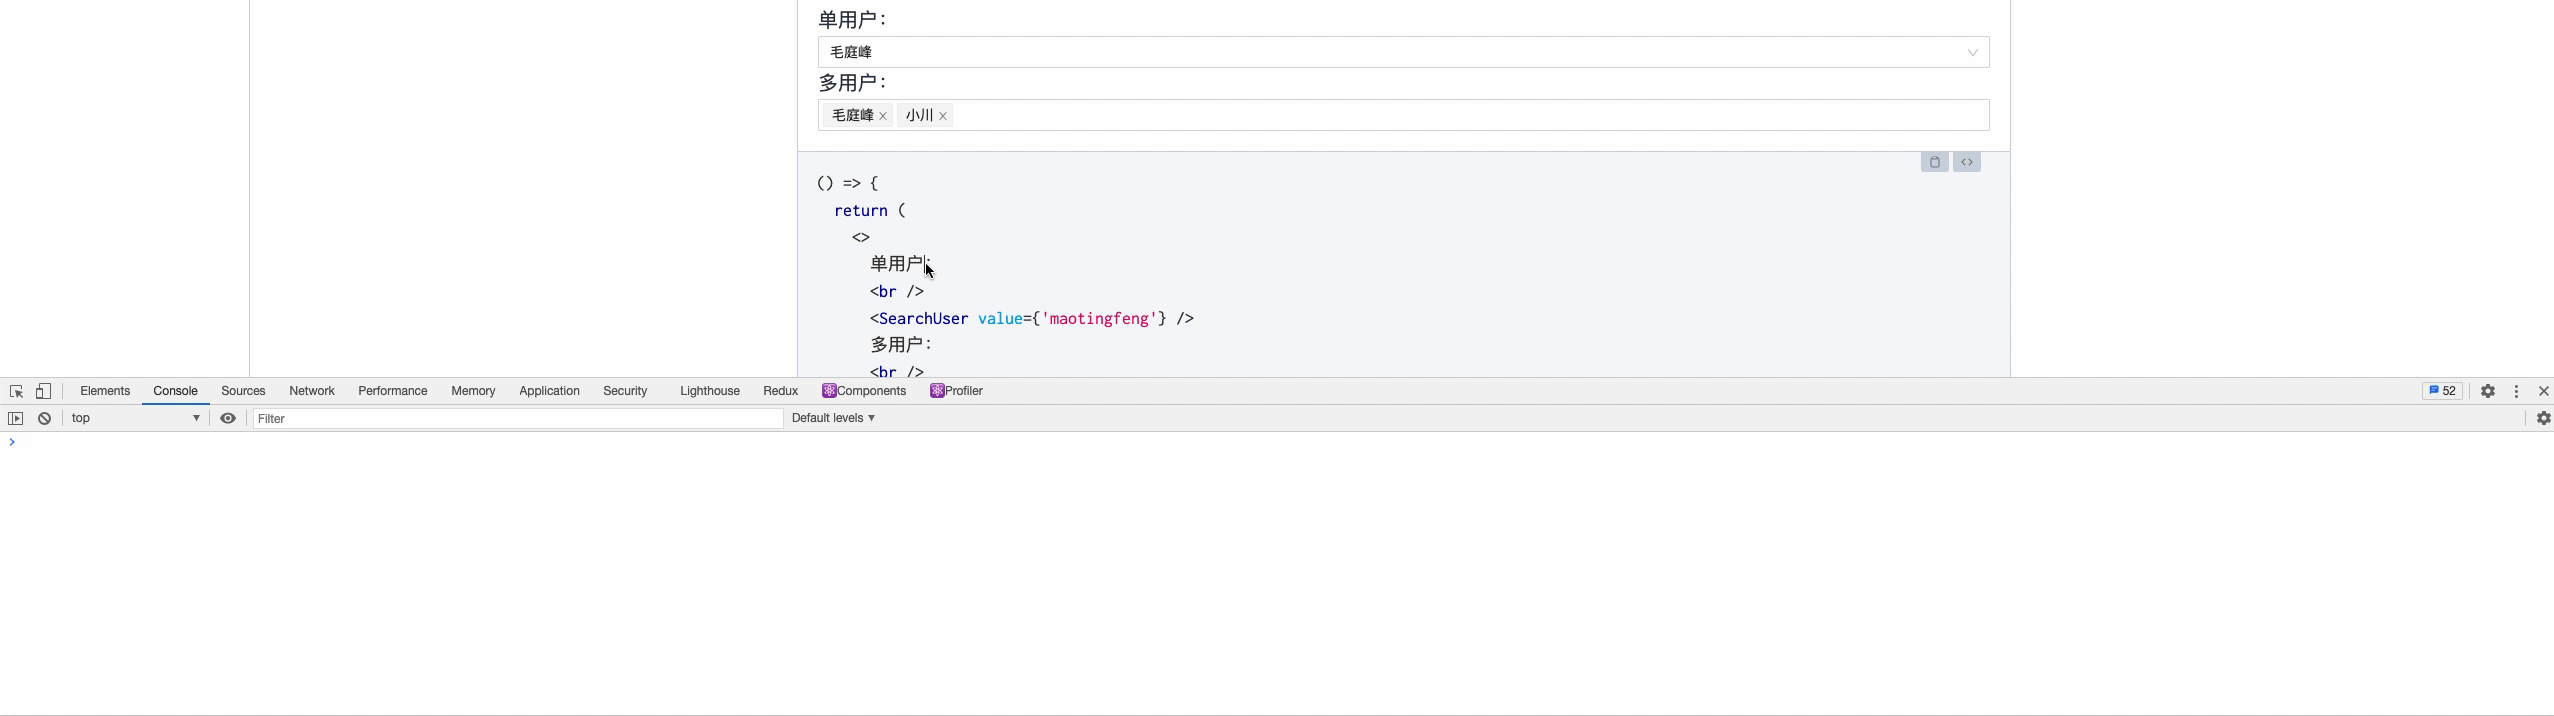 单用户：
毛庭峰
多用户：
毛庭峰 × 小川 ×
() => {
return (
<>
单用户：
<br />
<SearchUser value={'maotingfeng'} />
多用户：
<br />
Elements Console Sources Network Performance Memory Application Security Lighthouse Redux Components Profiler 52
top Filter Default levels